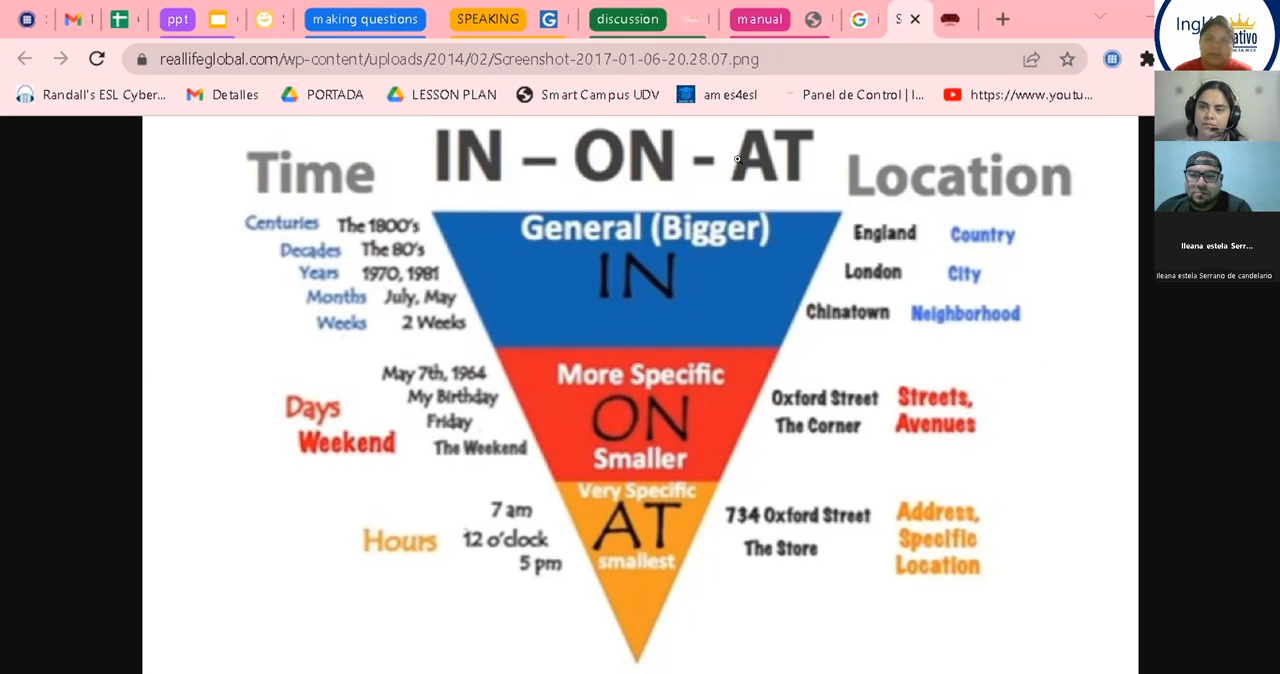 ppt
making questions
SPEAKING
discussion
manual
reallifeglobal.com/wp-content/uploads/2014/02/Screenshot-2017-01-06-20.28.07.png
Randall's ESL Cyber... Detalles PORTADA LESSON PLAN Smart Campus UDV am es4esl Panel de Control | I... https://www.youtu...
IN – ON - AT
Time
Location
Centuries The 1800's
Decades The 80's
Years 1970, 1981
Months July, May
Weeks 2 Weeks
General (Bigger)
IN
England Country
London City
Chinatown Neighborhood
May 7th, 1964
My Birthday
Friday
The Weekend
Days
Weekend
More Specific
ON
Smaller
Oxford Street
The Corner
Streets,
Avenues
Hours
7 am
12 o'clock
5 pm
Very Specific
AT
smallest
734 Oxford Street
The Store
Address,
Specific
Location
Ileana estela Serr...
Ileana estela Serrano de candelario